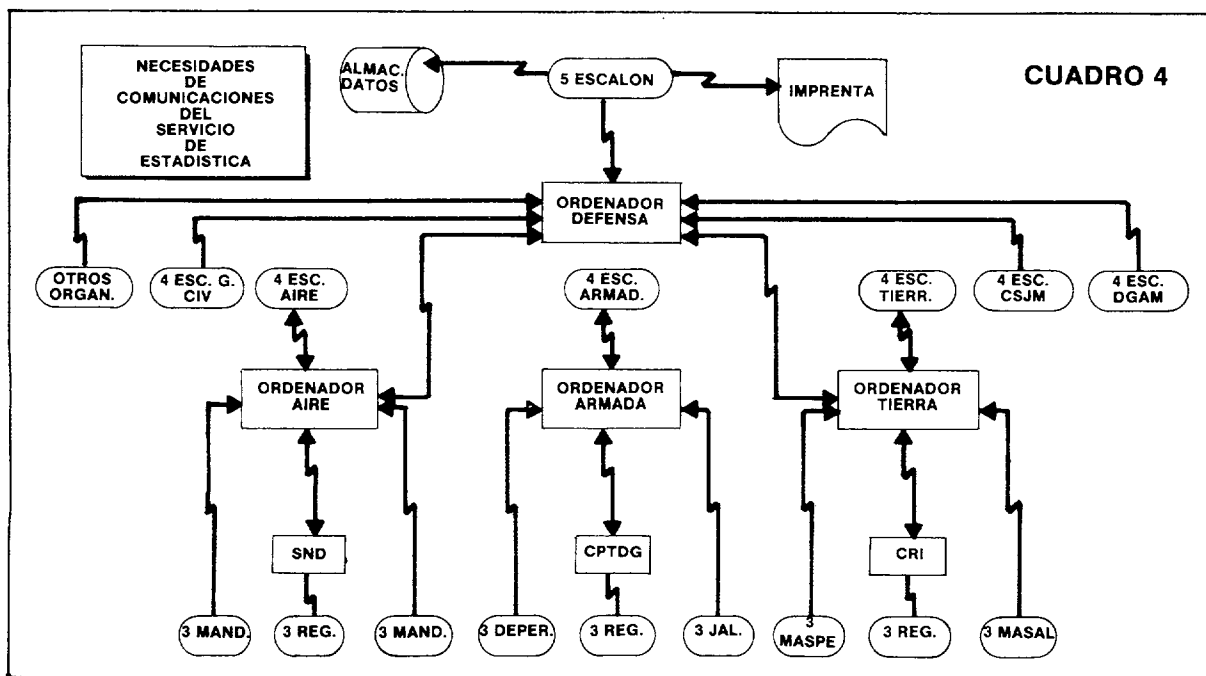 NECESIDADES
DE
COMUNICACIONES
DEL
SERVICIO
DE
ESTADISTICA
ALMAC.
DATOS
5 ESCALON
IMPRENTA
CUADRO 4
ORDENADOR
DEFENSA
OTROS
ORGAN.
4 ESC. G.
CIV
4 ESC.
AIRE
4 ESC.
ARMAD.
4 ESC.
TIERR.
4 ESC.
CSJM
4 ESC.
DGAM
ORDENADOR
AIRE
ORDENADOR
ARMADA
ORDENADOR
TIERRA
SND
CPTDG
CRI
3 MAND.
3 REG.
3 MAND.
3 DEPER.
3 REG.
3 JAL.
3
MASPE
3 REG.
3 MASAL